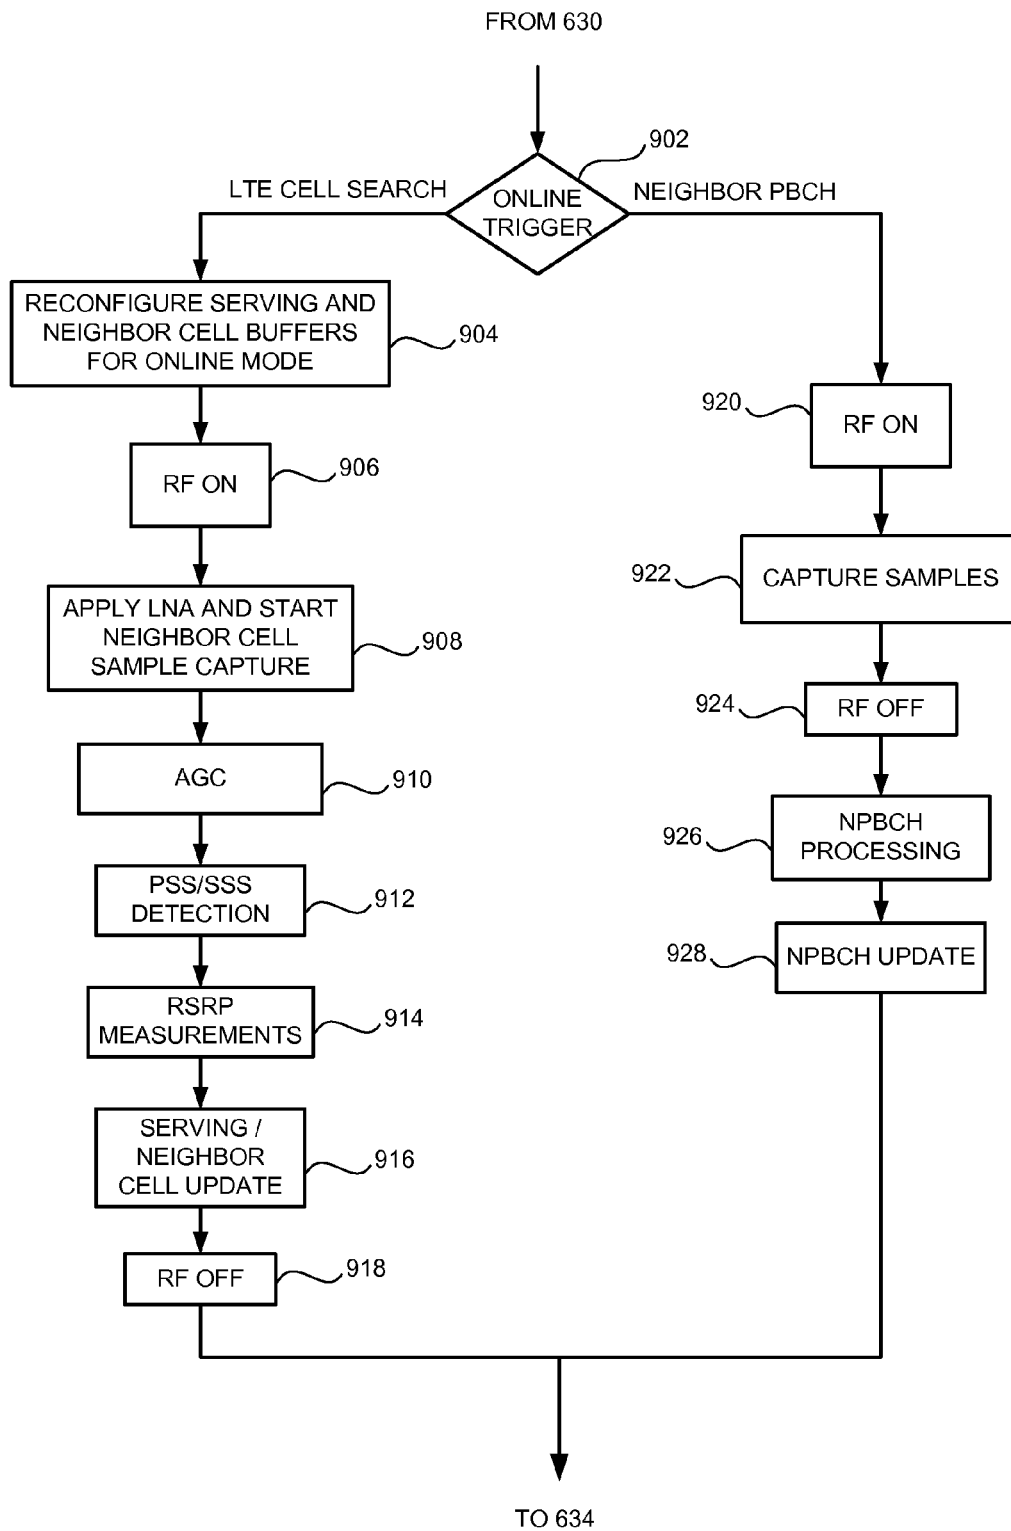 FROM 630
902
LTE CELL SEARCH
NEIGHBOR PBCH
ONLINE
TRIGGER
RECONFIGURE SERVING AND
NEIGHBOR CELL BUFFERS
FOR ONLINE MODE
904
RF ON
906
APPLY LNA AND START
NEIGHBOR CELL
SAMPLE CAPTURE
908
AGC
910
PSS/SSS
DETECTION
912
RSRP
MEASUREMENTS
914
SERVING /
NEIGHBOR
CELL UPDATE
916
RF OFF
918
920
RF ON
922
CAPTURE SAMPLES
924
RF OFF
926
NPBCH
PROCESSING
928
NPBCH UPDATE
TO 634